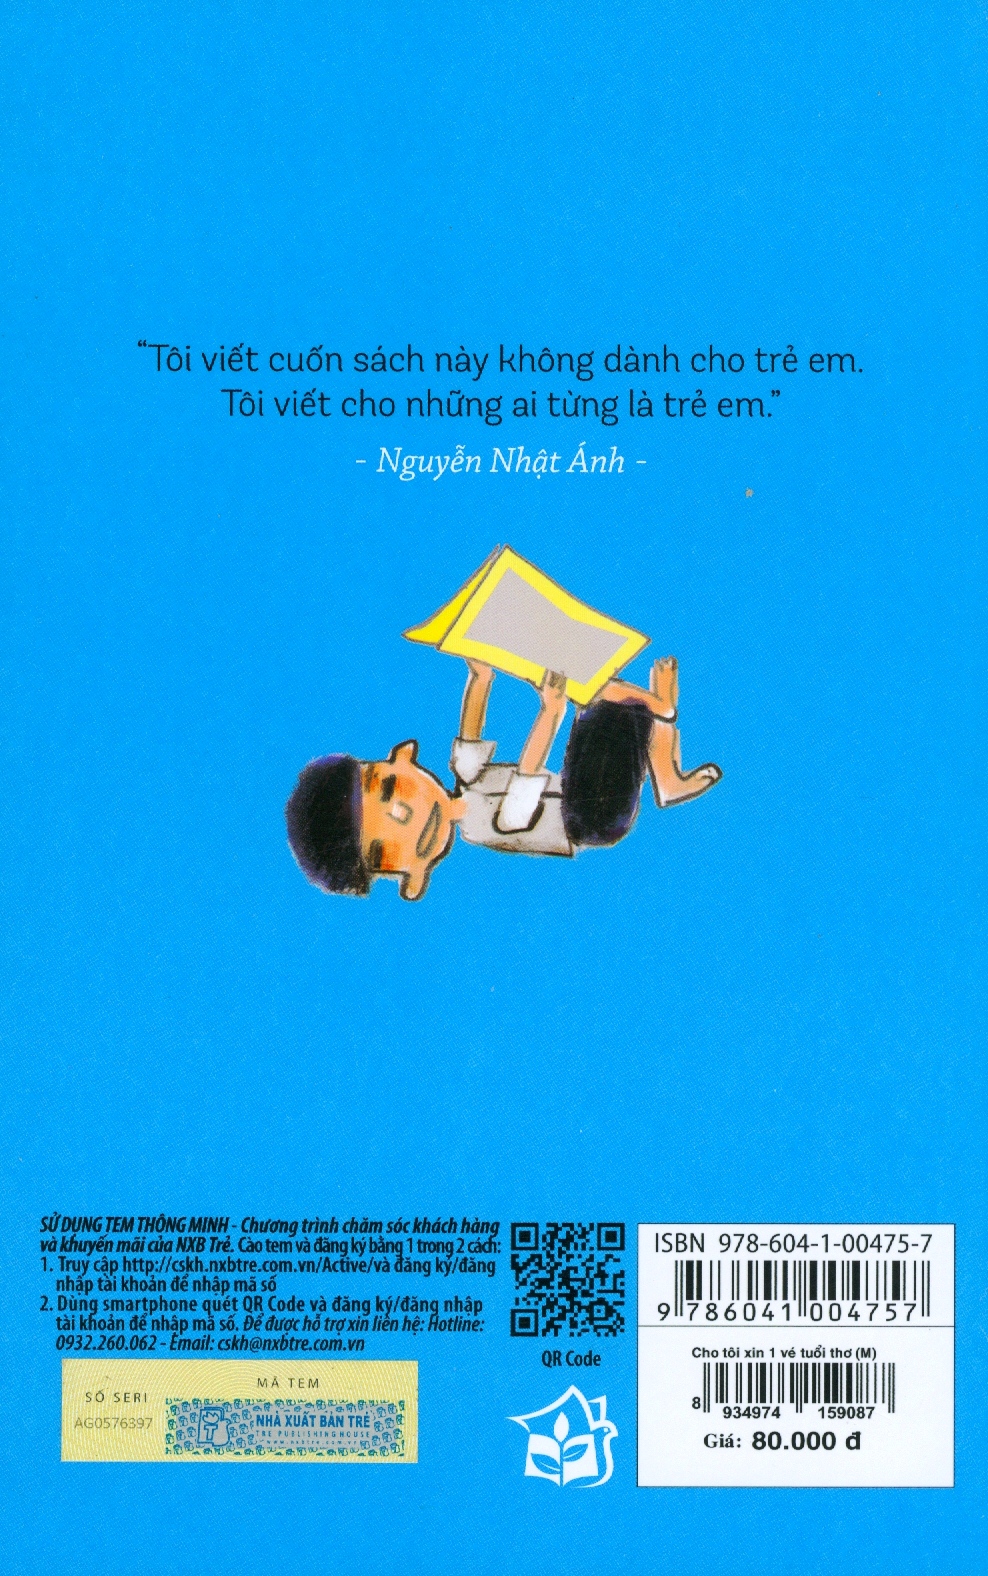 “Tôi viết cuốn sách này không dành cho trẻ em.
Tôi viết cho những ai từng là trẻ em.”
- Nguyễn Nhật Ánh -
SỬ DỤNG TEM THÔNG MINH - Chương trình chăm sóc khách hàng
và khuyến mãi của NXB Trẻ. Cào tem và đăng ký bằng 1 trong 2 cách:
1. Truy cập http://cskh.nxbtre.com.vn/Active/và đăng ký/đăng
nhập tài khoản để nhập mã số
2. Dùng smartphone quét QR Code và đăng ký/đăng nhập
tài khoản để nhập mã số. Để được hỗ trợ xin liên hệ: Hotline:
0932.260.062 - Email: cskh@nxbtre.com.vn
SỐ SERI
AG0576397
MÃ TEM
NHÀ XUẤT BẢN TRẺ
TRE PUBLISHING HOUSE
www.nxbtre.com.vn
QR Code
ISBN 978-604-1-00475-7
9 786041 004757
Cho tôi xin 1 vé tuổi thơ (M)
8 934974 159087
Giá: 80.000 đ